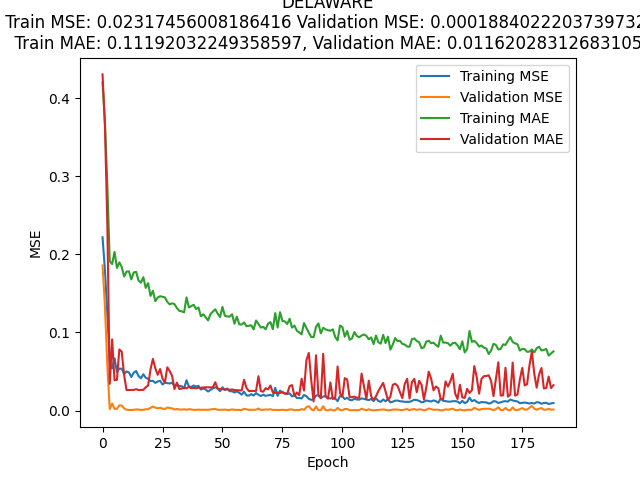 DELAWARE
Train MSE: 0.02317456008186416 Validation MSE: 0.0001884022203739732
Train MAE: 0.11192032249358597, Validation MAE: 0.01162028312683105
Training MSE
Validation MSE
Training MAE
Validation MAE
0.4
0.3
0.2
0.1
0.0
MSE
0 25 50 75 100 125 150 175
Epoch